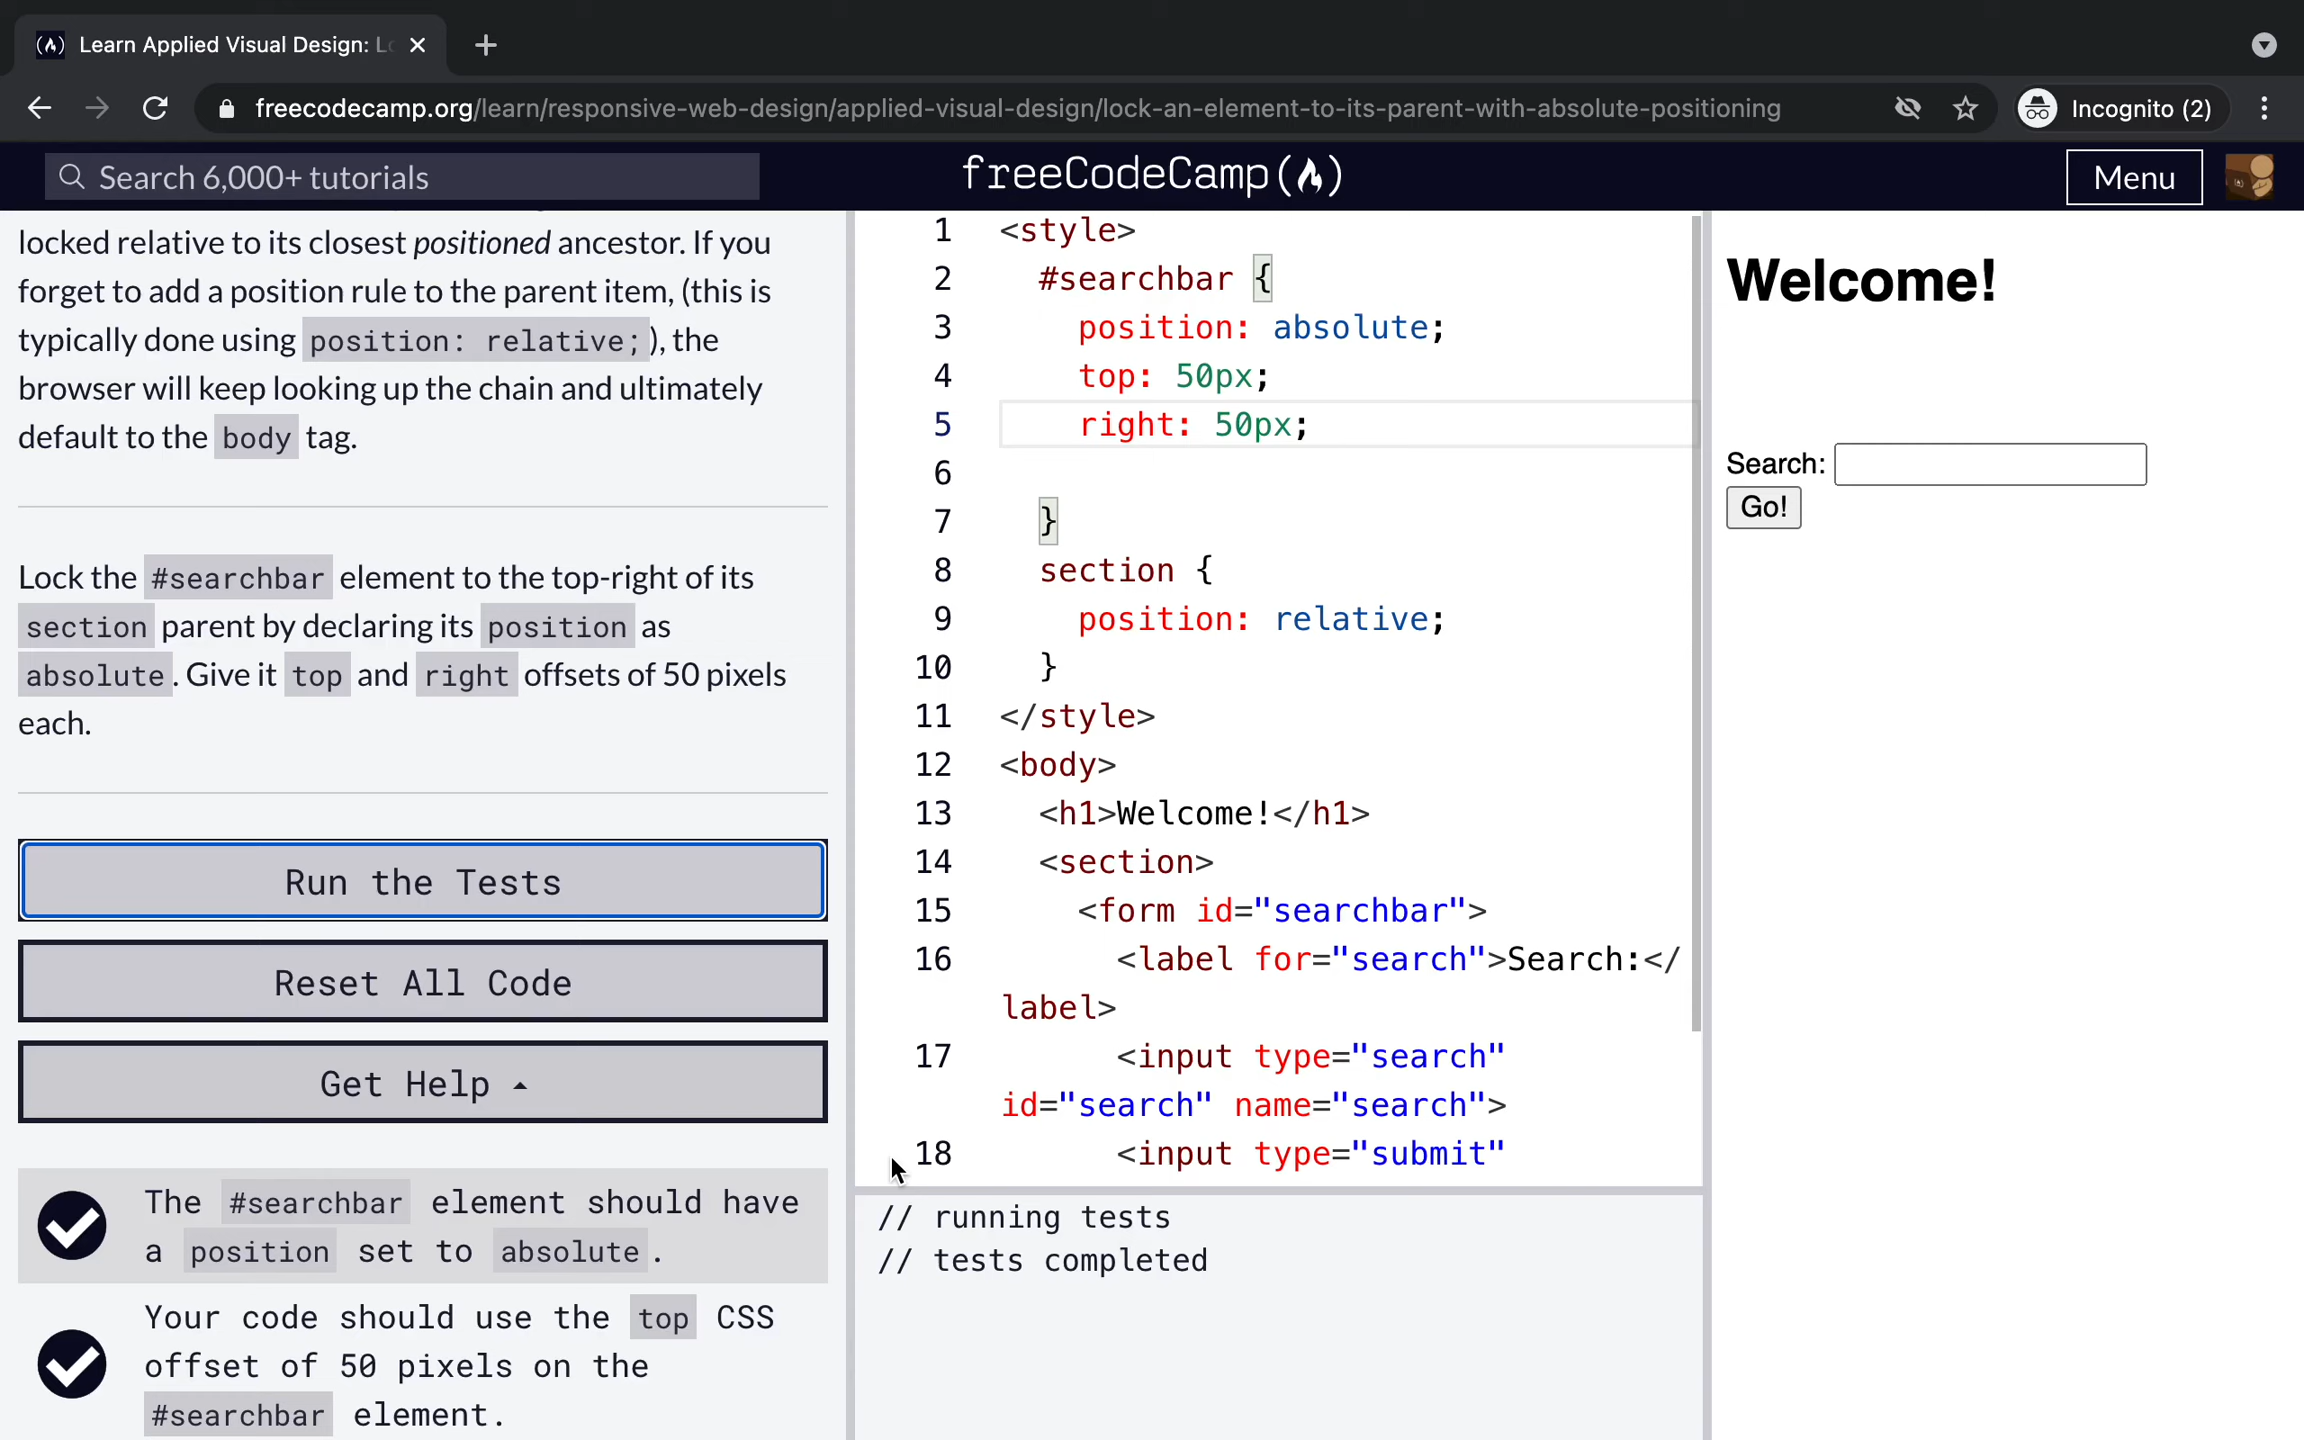 Learn Applied Visual Design: Lo
freecodecamp.org/learn/responsive-web-design/applied-visual-design/lock-an-element-to-its-parent-with-absolute-positioning
Incognito (2)
Search 6,000+ tutorials
freeCodeCamp
Menu
locked relative to its closest positioned ancestor. If you
forget to add a position rule to the parent item, (this is
typically done using position: relative;), the
browser will keep looking up the chain and ultimately
default to the body tag.
Lock the #searchbar element to the top-right of its
section parent by declaring its position as
absolute. Give it top and right offsets of 50 pixels
each.
Run the Tests
Reset All Code
Get Help
The #searchbar element should have
a position set to absolute.
Your code should use the top CSS
offset of 50 pixels on the
#searchbar element.
1 <style>
2 #searchbar {
3 position: absolute;
4 top: 50px;
5 right: 50px;
6
7 }
8 section {
9 position: relative;
10 }
11 </style>
12 <body>
13 <h1>Welcome!</h1>
14 <section>
15 <form id="searchbar">
16 <label for="search">Search:</
label>
17 <input type="search"
id="search" name="search">
18 <input type="submit"
// running tests
// tests completed
Welcome!
Search:
Go!